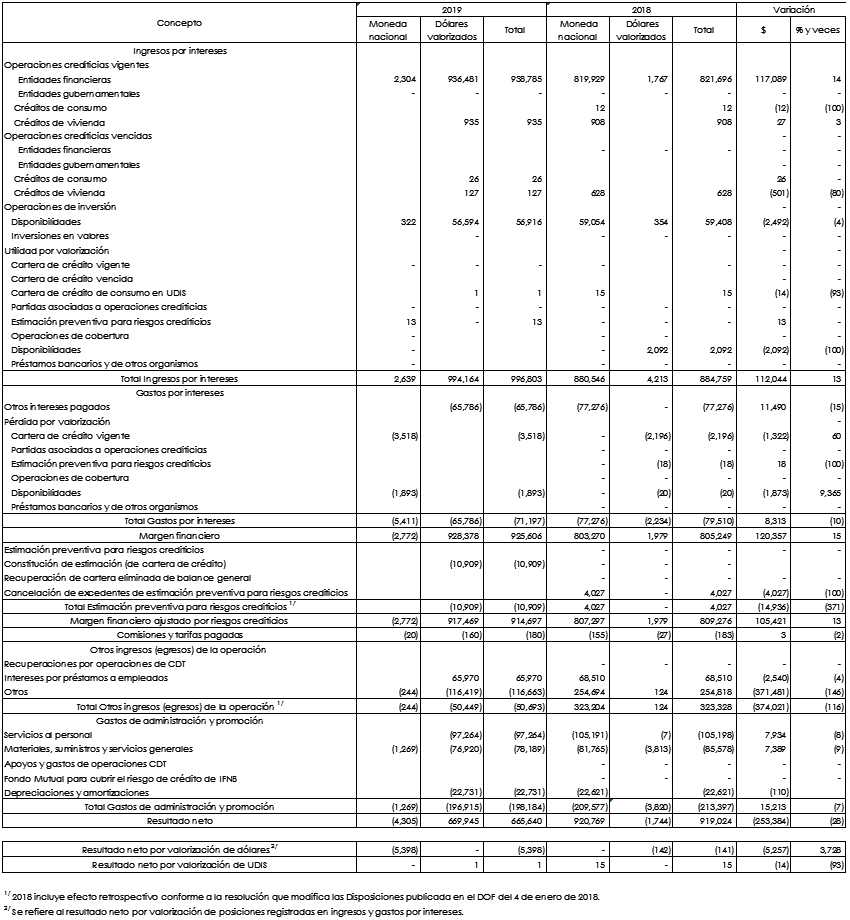 Concepto 2019 2018 Variación
Moneda nacional Dólares valorizados Total Moneda nacional Dólares valorizados Total $ % y veces
Ingresos por intereses
Operaciones crediticias vigentes
Entidades financieras 2,304 936,481 938,785 819,929 1,767 821,696 117,089 14
Entidades gubernamentales - - - - - - - -
Créditos de consumo 12 12 (12) (100)
Créditos de vivienda 935 935 908 908 27 3
Operaciones crediticias vencidas - -
Entidades financieras - - - - -
Entidades gubernamentales - -
Créditos de consumo 26 26 26 -
Créditos de vivienda 127 127 628 628 (501) (80)
Operaciones de inversión - -
Disponibilidades 322 56,594 56,916 59,054 354 59,408 (2,492) (4)
Inversiones en valores - - - - -
Utilidad por valorización - -
Cartera de crédito vigente - - - - - - - -
Cartera de crédito vencida - - - -
Cartera de crédito de consumo en UDIS 1 1 15 15 (14) (93)
Partidas asociadas a operaciones crediticias - - - - - - - -
Estimación preventiva para riesgos crediticios 13 - 13 - - - 13 -
Operaciones de cobertura - - - - - -
Disponibilidades - - 2,092 2,092 (2,092) (100)
Préstamos bancarios y de otros organismos - - - - - -
Total Ingresos por intereses 2,639 994,164 996,803 880,546 4,213 884,759 112,044 13
Gastos por intereses
Otros intereses pagados (65,786) (65,786) (77,276) - (77,276) 11,490 (15)
Pérdida por valorización - -
Cartera de crédito vigente (3,518) (3,518) - (2,196) (2,196) (1,322) 60
Partidas asociadas a operaciones crediticias - - - - -
Estimación preventiva para riesgos crediticios - (18) (18) 18 (100)
Operaciones de cobertura - - - - -
Disponibilidades (1,893) (1,893) - (20) (20) (1,873) 9,365
Préstamos bancarios y de otros organismos - - - - -
Total Gastos por intereses (5,411) (65,786) (71,197) (77,276) (2,234) (79,510) 8,313 (10)
Margen financiero (2,772) 928,378 925,606 803,270 1,979 805,249 120,357 15
Estimación preventiva para riesgos crediticios - - - - -
Constitución de estimación (de cartera de crédito) (10,909) (10,909) - - -
Recuperación de cartera eliminada de balance general - - - - -
Cancelación de excedentes de estimación preventiva para riesgos crediticios 4,027 - 4,027 (4,027) (100)
Total Estimación preventiva para riesgos crediticios 1/ (10,909) (10,909) 4,027 - 4,027 (14,936) (371)
Margen financiero ajustado por riesgos crediticios (2,772) 917,469 914,697 807,297 1,979 809,276 105,421 13
Comisiones y tarifas pagadas (20) (160) (180) (155) (27) (183) 3 (2)
Otros ingresos (egresos) de la operación
Recuperaciones por operaciones de CDT - - - - -
Intereses por préstamos a empleados 65,970 65,970 68,510 68,510 (2,540) (4)
Otros (244) (116,419) (116,663) 254,694 124 254,818 (371,481) (146)
Total Otros ingresos (egresos) de la operación 1/ (244) (50,449) (50,693) 323,204 124 323,328 (374,021) (116)
Gastos de administración y promoción
Servicios al personal (97,264) (97,264) (105,191) (7) (105,198) 7,934 (8)
Materiales, suministros y servicios generales (1,269) (76,920) (78,189) (81,765) (3,813) (85,578) 7,389 (9)
Apoyos y gastos de operaciones CDT - - - -
Fondo Mutual para cubrir el riesgo de crédito de IFNB - - - -
Depreciaciones y amortizaciones (22,731) (22,731) (22,621) (22,621) (110)
Total Gastos de administración y promoción (1,269) (196,915) (198,184) (209,577) (3,820) (213,397) 15,213 (7)
Resultado neto (4,305) 669,945 665,640 920,769 (1,744) 919,024 (253,384) (28)
Resultado neto por valorización de dólares 2/ (5,398) - (5,398) - (142) (141) (5,257) 3,728
Resultado neto por valorización de UDIS - 1 1 15 - 15 (14) (93)
1/ 2018 incluye efecto retrospectivo conforme a la resolución que modifica las Disposiciones publicada en el DOF del 4 de enero de 2018.
2/ Se refiere al resultado neto por valorización de posiciones registradas en ingresos y gastos por intereses.